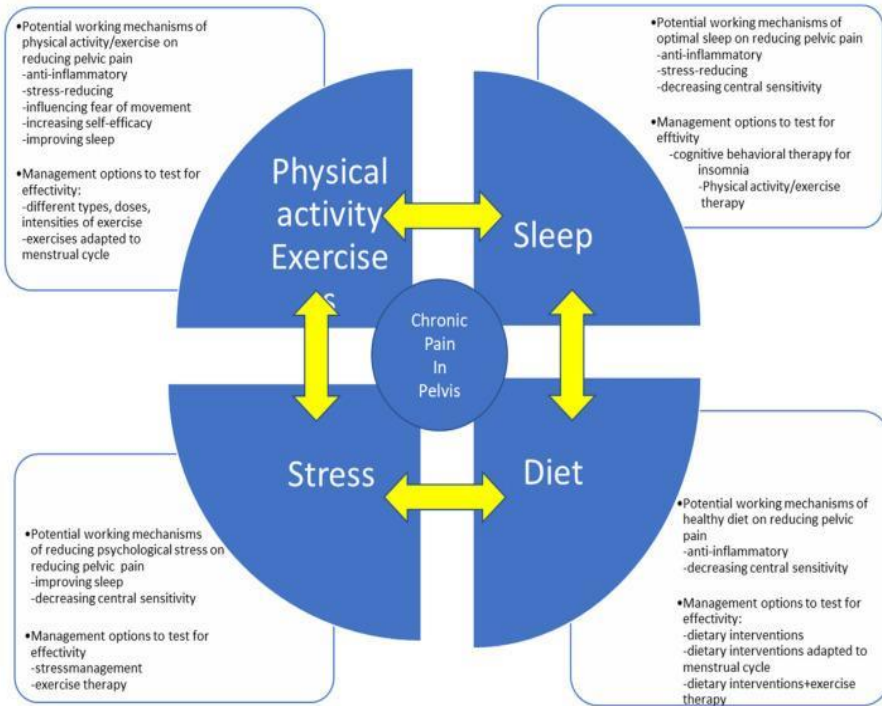 •Potential working mechanisms of
physical activity/exercise on
reducing pelvic pain
-anti-inflammatory
-stress-reducing
-influencing fear of movement
-increasing self-efficacy
-improving sleep
•Management options to test for
effectivity:
-different types, doses,
intensities of exercise
-exercises adapted to
menstrual cycle
•Potential working mechanisms of
optimal sleep on reducing pelvic pain
-anti-inflammatory
-stress-reducing
-decreasing central sensitivity
•Management options to test for
efftivity
-cognitive behavioral therapy for
insomnia
-Physical activity/exercise
therapy
Physical
activity
Exercise
s
Sleep
Chronic
Pain
In
Pelvis
Stress
Diet
•Potential working mechanisms
of reducing psychological stress on
reducing pelvic pain
-improving sleep
-decreasing central sensitivity
•Management options to test for
effectivity
-stressmanagement
-exercise therapy
•Potential working mechanisms of
healthy diet on reducing pelvic
pain
-anti-inflammatory
-decreasing central sensitivity
•Management options to test for
effectivity:
-dietary interventions
-dietary interventions adapted to
menstrual cycle
-dietary interventions+exercise
therapy